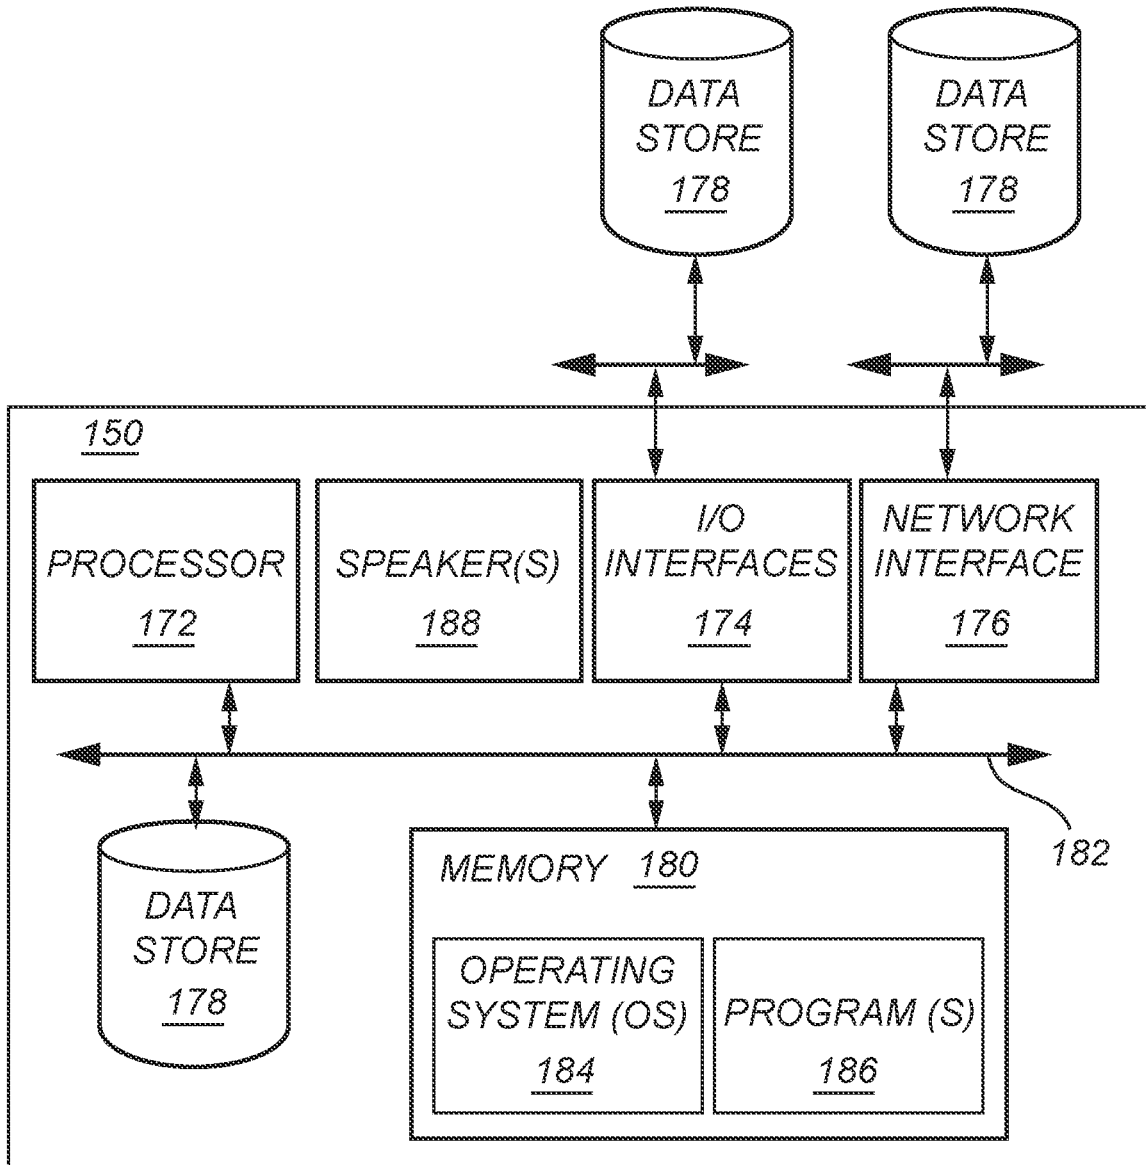 DATA
STORE
178
DATA
STORE
178
150
PROCESSOR
172
SPEAKER(S)
188
I/O
INTERFACES
174
NETWORK
INTERFACE
176
182
DATA
STORE
178
MEMORY 180
OPERATING
SYSTEM (OS)
184
PROGRAM (S)
186